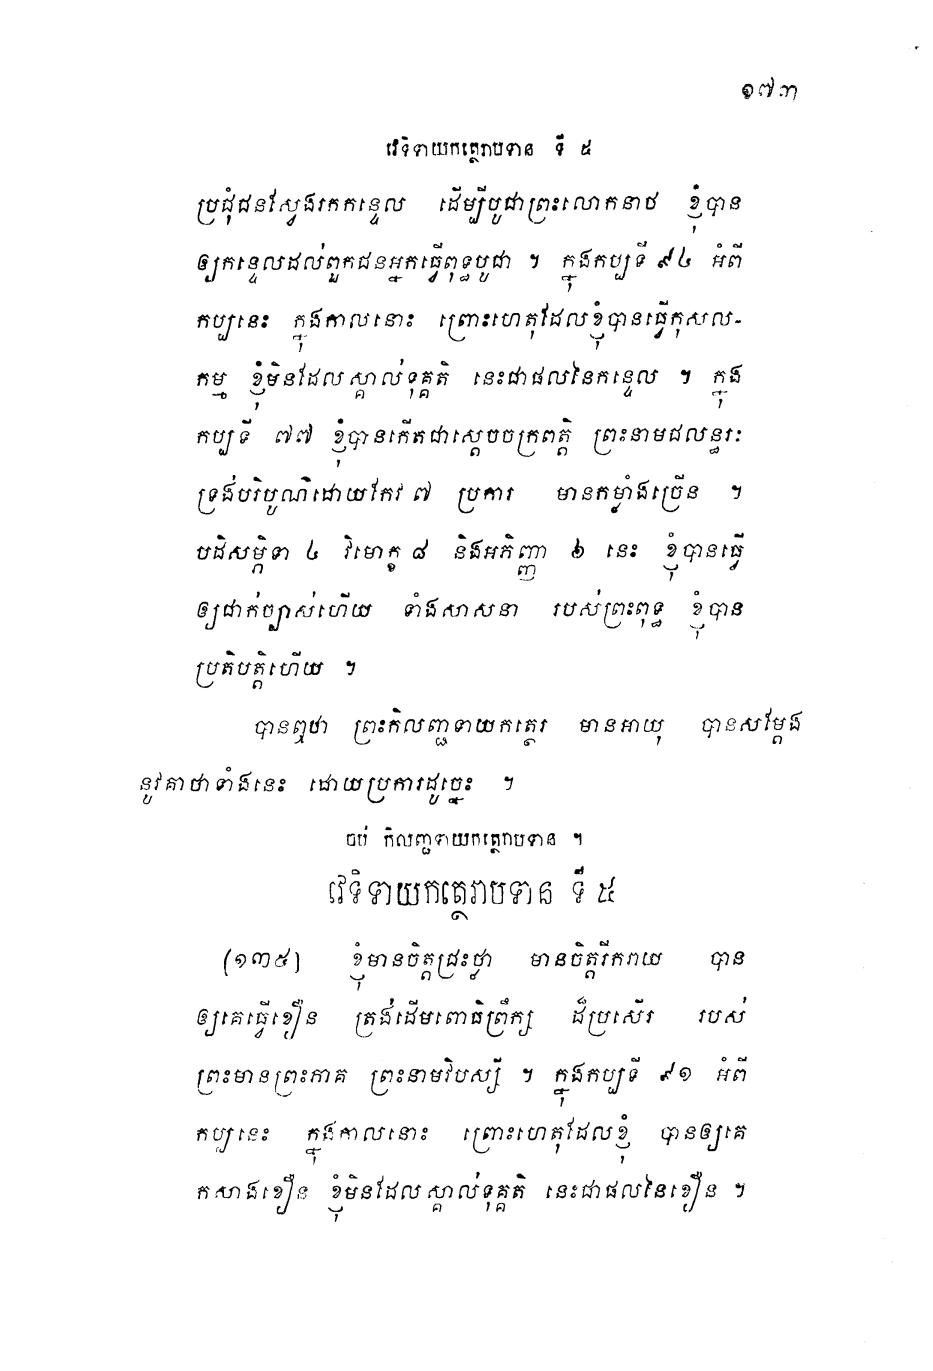 ១៧៣
វេទិទាយកត្ថេរាបទាន ទី ៥
ប្រជុំជនស្វែងរកកន្ទេល ដើម្បីបូជាព្រះលោកនាថ ខ្ញុំបាន
ឲ្យកន្ទេលដល់ពួកជនអ្នកធ្វើពុទ្ធបូជា ។ ក្នុងកប្បទី ៩៤ អំពី
កប្បនេះ ក្នុងកាលនោះ ព្រោះហេតុដែលខ្ញុំបានធ្វើកុសល-
កម្ម ខ្ញុំមិនដែលស្គាល់ទុគ្គតិ នេះជាផលនៃកន្ទេល ។ ក្នុង
កប្បទី ៧៧ ខ្ញុំបានកើតជាស្តេចចក្រពត្តិ ព្រះនាមជលន្ធរៈ
ទ្រង់បរិបូណ៌ដោយកែវ ៧ ប្រការ មានកម្លាំងច្រើន ។
បដិសម្ភិទា ៤ វិមោក្ខ ៨ និងអភិញ្ញា ៦ នេះ ខ្ញុំបានធ្វើ
ឲ្យជាក់ច្បាស់ហើយ ទាំងសាសនា របស់ព្រះពុទ្ធ ខ្ញុំបាន
ប្រតិបត្តិហើយ ។
បានឮថា ព្រះកិលញ្ជទាយកត្ថេរ មានអាយុ បានសម្តែង
នូវគាថាទាំងនេះ ដោយប្រការដូច្នេះ ។
ចប់ កិលញ្ជទាយកត្ថេរាបទាន ។
វេទិទាយកត្ថេរាបទាន ទី ៥
(១៣៥) ខ្ញុំមានចិត្តជ្រះថ្លា មានចិត្តរីករាយ បាន
ឲ្យគេធ្វើខឿន ត្រង់ដើមពោធិព្រឹក្ស ដ៏ប្រសើរ របស់
ព្រះមានព្រះភាគ ព្រះនាមវិបស្សី ។ ក្នុងកប្បទី ៩១ អំពី
កប្បនេះ ក្នុងកាលនោះ ព្រោះហេតុដែលខ្ញុំ បានឲ្យគេ
កសាងខឿន ខ្ញុំមិនដែលស្គាល់ទុគ្គតិ នេះជាផលនៃខឿន ។